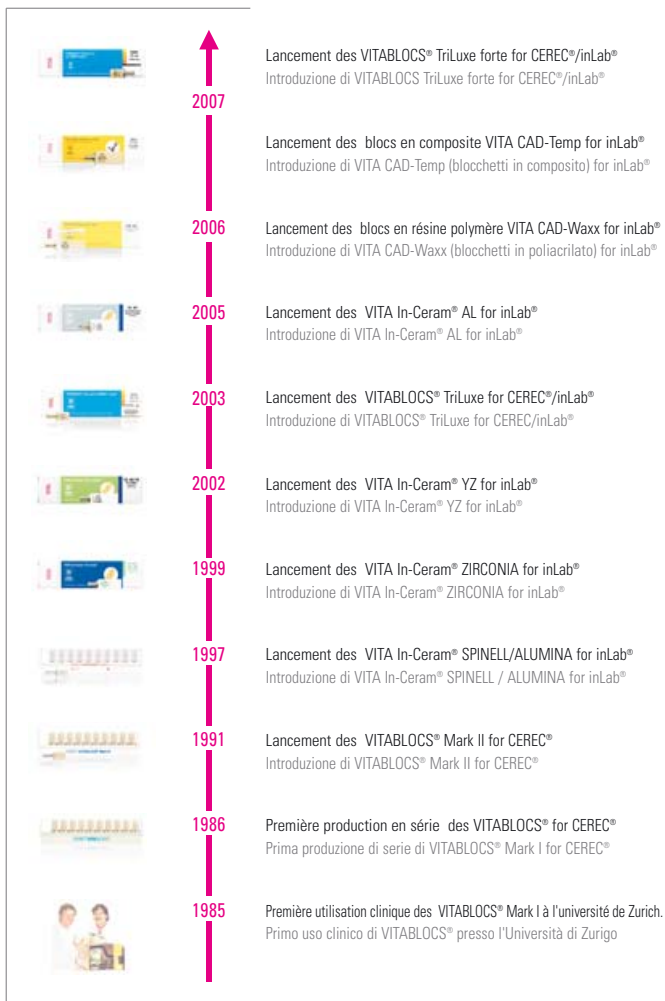 Lancement des VITABLOCS® TriLuxe forte for CEREC®/inLab®
Introduzione di VITABLOCS TriLuxe forte for CEREC®/inLab®
2007
Lancement des blocs en composite VITA CAD-Temp for inLab®
Introduzione di VITA CAD-Temp (blocchetti in composito) for inLab®
2006
Lancement des blocs en résine polymère VITA CAD-Waxx for inLab®
Introduzione di VITA CAD-Waxx (blocchetti in poliacrilato) for inLab®
2005
Lancement des VITA In-Ceram® AL for inLab®
Introduzione di VITA In-Ceram® AL for inLab®
2003
Lancement des VITABLOCS® TriLuxe for CEREC®/inLab®
Introduzione di VITABLOCS® TriLuxe for CEREC/inLab®
2002
Lancement des VITA In-Ceram® YZ for inLab®
Introduzione di VITA In-Ceram® YZ for inLab®
1999
Lancement des VITA In-Ceram® ZIRCONIA for inLab®
Introduzione di VITA In-Ceram® ZIRCONIA for inLab®
1997
Lancement des VITA In-Ceram® SPINELL/ALUMINA for inLab®
Introduzione di VITA In-Ceram® SPINELL / ALUMINA for inLab®
1991
Lancement des VITABLOCS® Mark II for CEREC®
Introduzione di VITABLOCS® Mark II for CEREC®
1986
Première production en série des VITABLOCS® for CEREC®
Prima produzione di serie di VITABLOCS® Mark I for CEREC®
1985
Première utilisation clinique des VITABLOCS® Mark I à l'université de Zurich.
Primo uso clinico di VITABLOCS® presso l'Università di Zurigo